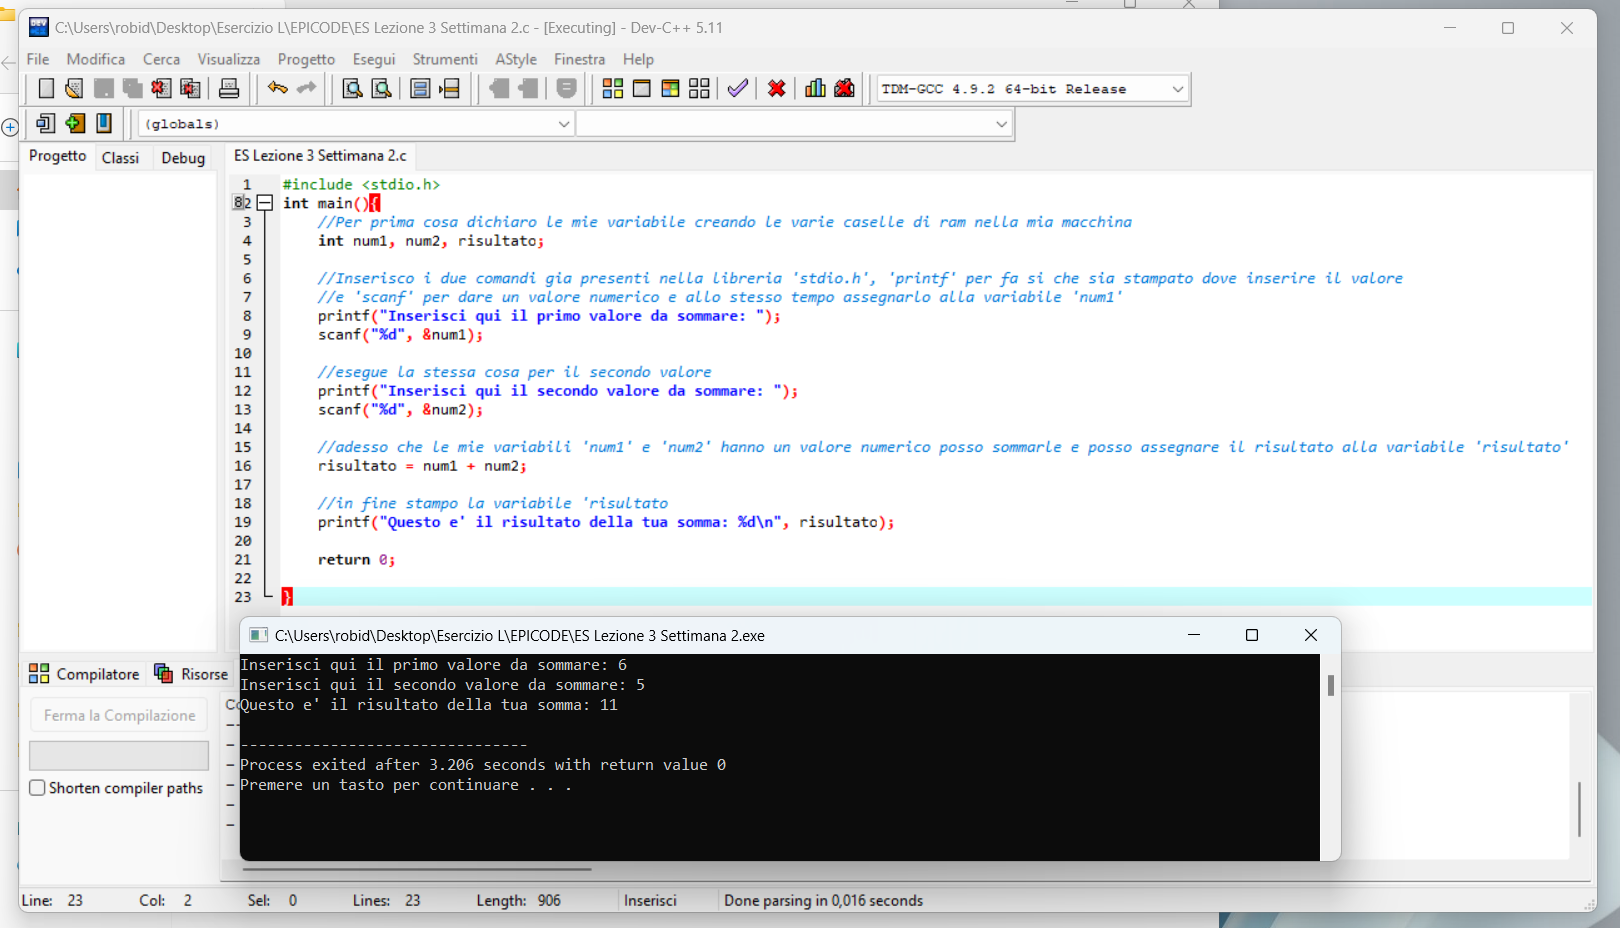 C:\Users\robid\Desktop\Esercizio L\EPICODE\ES Lezione 3 Settimana 2.c - [Executing] - Dev-C++ 5.11
File Modifica Cerca Visualizza Progetto Esegui Strumenti AStyle Finestra Help
TDM-GCC 4.9.2 64-bit Release
(globals)
Progetto Classi Debug
ES Lezione 3 Settimana 2.c
1 #include <stdio.h>
82 int main(){
3 //Per prima cosa dichiaro le mie variabile creando le varie caselle di ram nella mia macchina
4 int num1, num2, risultato;
5
6 //Inserisco i due comandi gia presenti nella libreria 'stdio.h', 'printf' per fa si che sia stampato dove inserire il valore
7 //e 'scanf' per dare un valore numerico e allo stesso tempo assegnarlo alla variabile 'num1'
8 printf("Inserisci qui il primo valore da sommare: ");
9 scanf("%d", &num1);
10
11 //esegue la stessa cosa per il secondo valore
12 printf("Inserisci qui il secondo valore da sommare: ");
13 scanf("%d", &num2);
14
15 //adesso che le mie variabili 'num1' e 'num2' hanno un valore numerico posso sommarle e posso assegnare il risultato alla variabile 'risultato'
16 risultato = num1 + num2;
17
18 //in fine stampo la variabile 'risultato
19 printf("Questo e' il risultato della tua somma: %d\n", risultato);
20
21 return 0;
22
23 }
C:\Users\robid\Desktop\Esercizio L\EPICODE\ES Lezione 3 Settimana 2.exe
Inserisci qui il primo valore da sommare: 6
Inserisci qui il secondo valore da sommare: 5
Questo e' il risultato della tua somma: 11
--------------------------------
Process exited after 3.206 seconds with return value 0
Premere un tasto per continuare . . .
Compilatore Risorse
Ferma la Compilazione
Shorten compiler paths
Line: 23 Col: 2 Sel: 0 Lines: 23 Length: 906 Inserisci Done parsing in 0,016 seconds